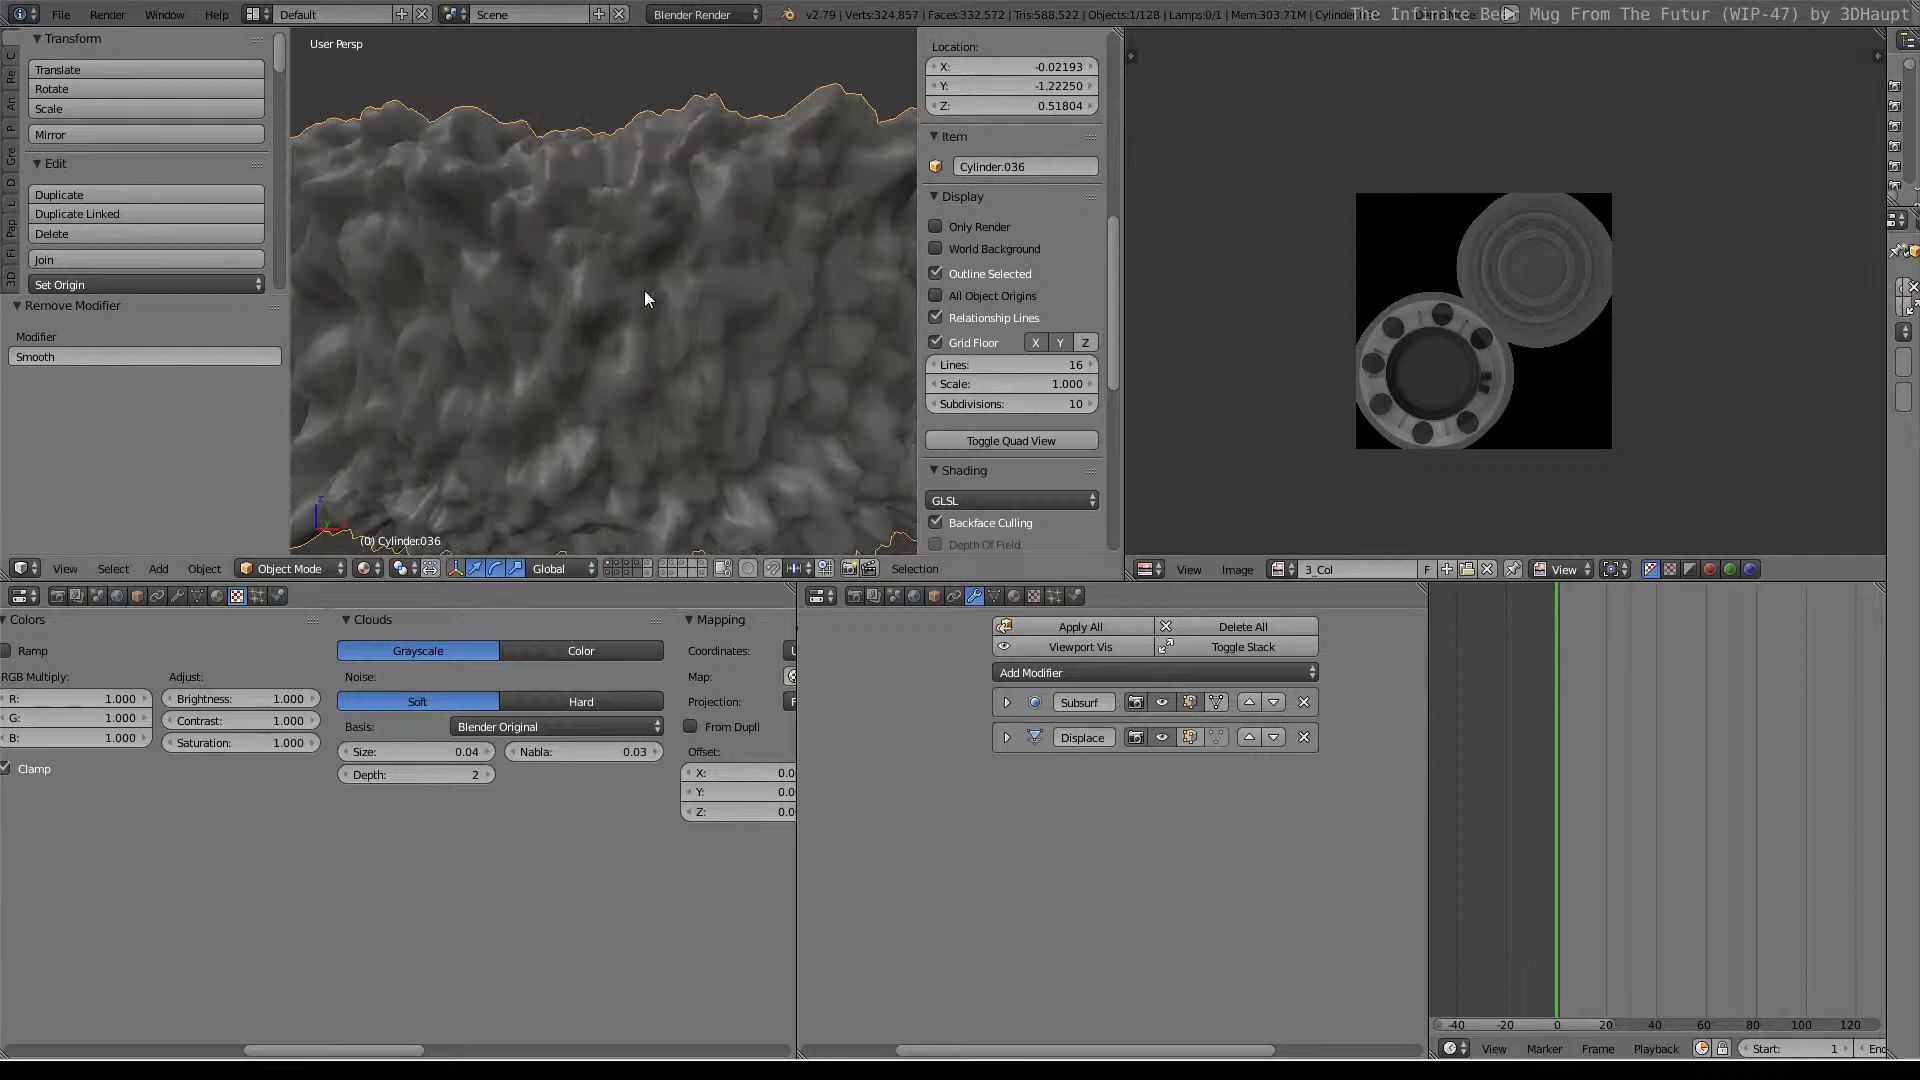 File Render Window Help Default Scene Blender Render v2.79 | Verts:324,857 | Faces:332,572 | Tris:588,522 | Objects:1/128 | Lamps:0/1 | Mem:303.71M | Cylinder
The Infinite Beer Mug From The Futur (WIP-47) by 3DHaupt
Transform
Translate
Rotate
Scale
Mirror
Edit
Duplicate
Duplicate Linked
Delete
Join
Set Origin
Remove Modifier
Modifier
Smooth
C
Re
An
P
Gre
D
L
Pap
Fi
3D
User Persp
z
y
(0) Cylinder.036
Location:
X: -0.02193
Y: -1.22250
Z: 0.51804
Item
Cylinder.036
Display
Only Render
World Background
Outline Selected
All Object Origins
Relationship Lines
Grid Floor X Y Z
Lines: 16
Scale: 1.000
Subdivisions: 10
Toggle Quad View
Shading
GLSL
Backface Culling
Depth Of Field
View Select Add Object Object Mode Global Selection
View Image 3_Col F View
Colors
Ramp
RGB Multiply:
R: 1.000
G: 1.000
B: 1.000
Clamp
Adjust:
Brightness: 1.000
Contrast: 1.000
Saturation: 1.000
Clouds
Grayscale Color
Noise:
Soft Hard
Basis: Blender Original
Size: 0.04 Nabla: 0.03
Depth: 2
Mapping
Coordinates:
Map:
Projection:
From Dupli
Offset:
X: 0.0
Y: 0.0
Z: 0.0
Apply All Delete All
Viewport Vis Toggle Stack
Add Modifier
Subsurf
Displace
-40 -20 0 20 40 60 80 100 120
View Marker Frame Playback Start: 1 End